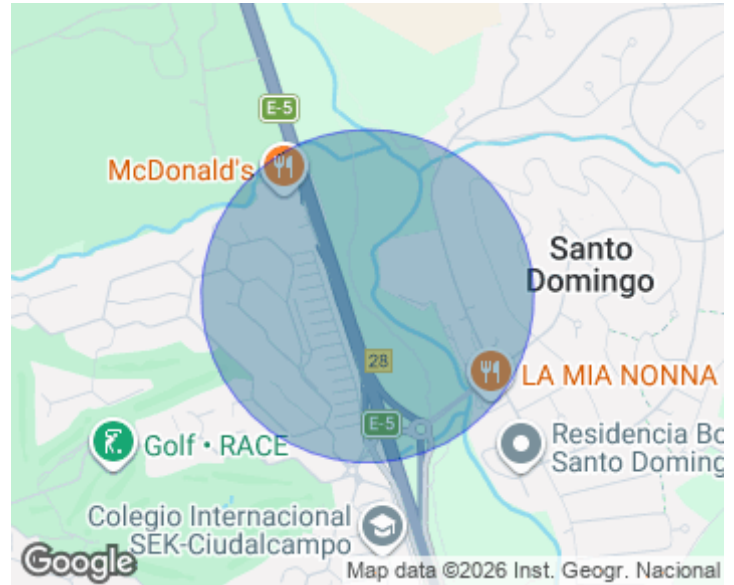 E-5
McDonald's
Santo
Domingo
28
LA MIA NONNA
E-5
Golf • RACE
Residencia Bo
Santo Doming
Colegio Internacional
SEK-Ciudalcampo
Google
Map data ©2026 Inst. Geogr. Nacional